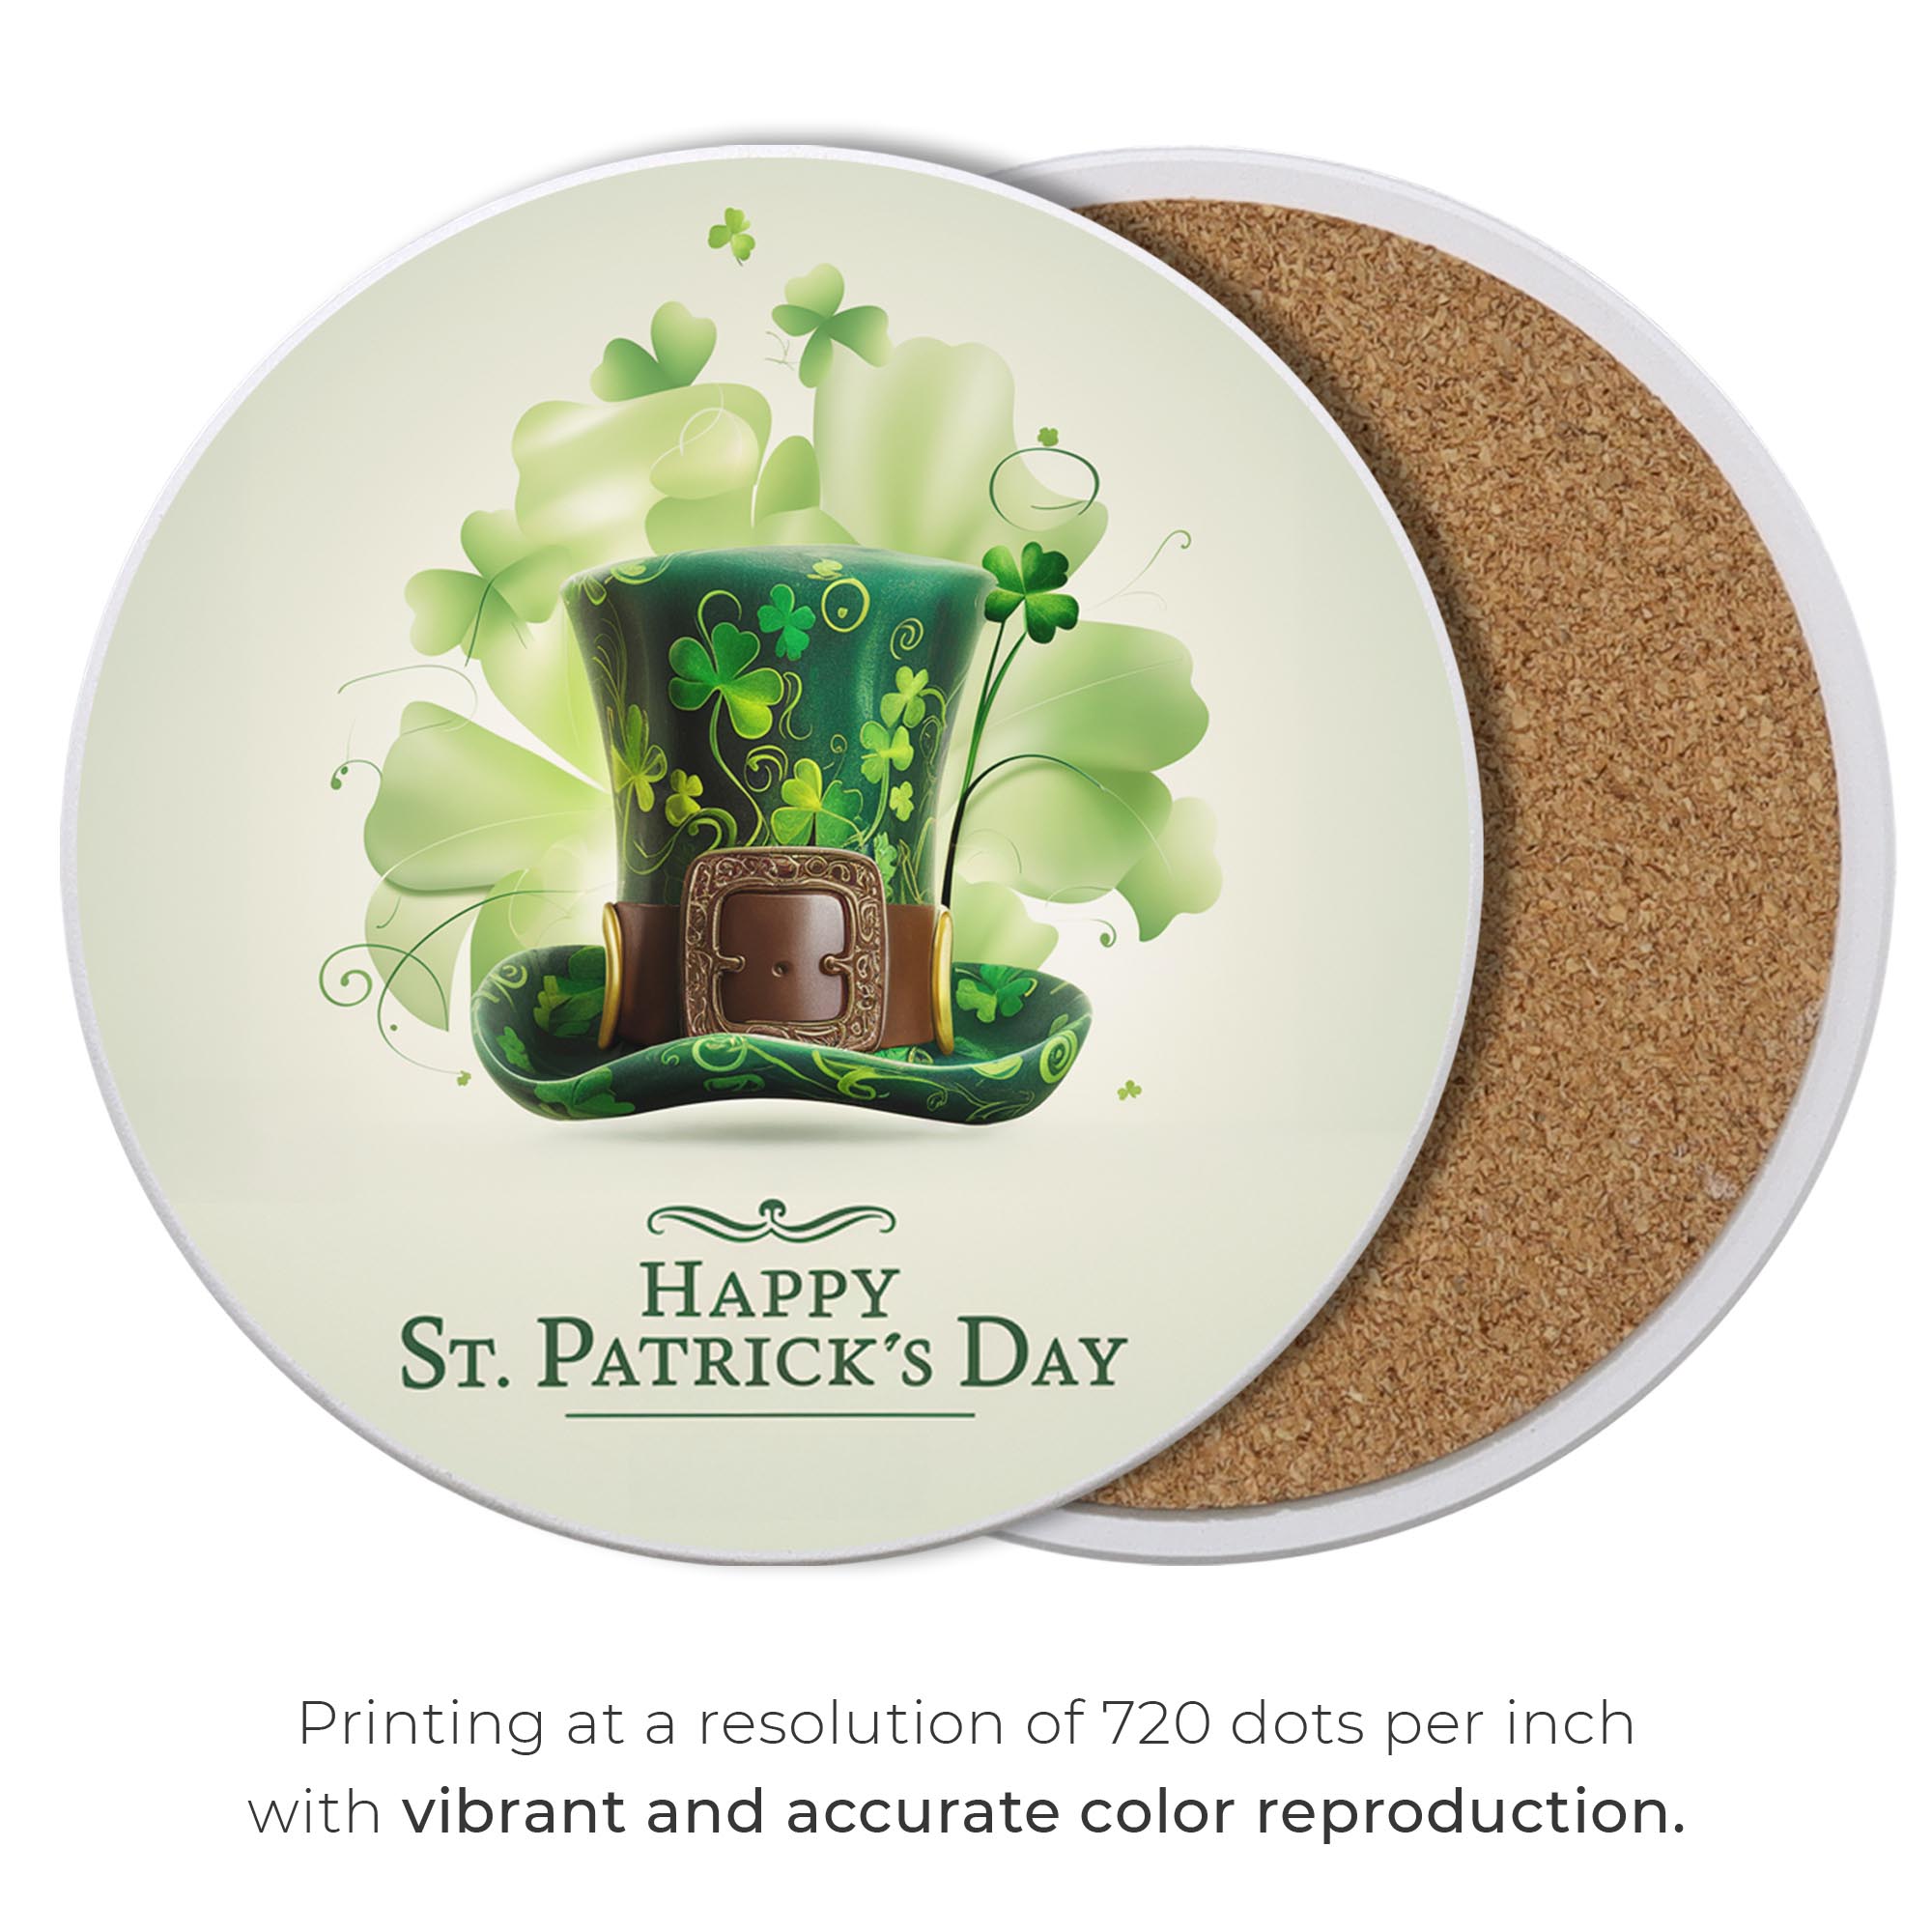 HAPPY
ST. PATRICK'S DAY
Printing at a resolution of 720 dots per inch
with vibrant and accurate color reproduction.